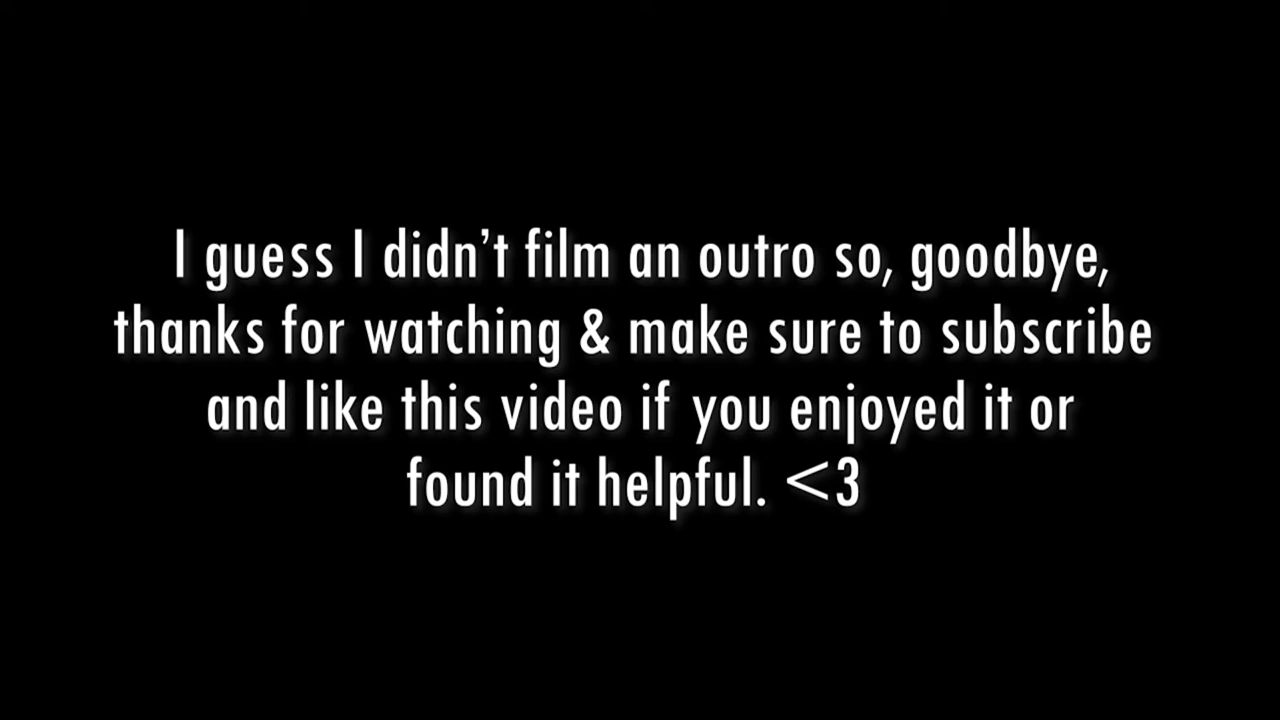 I guess I didn’t film an outro so, goodbye,
thanks for watching & make sure to subscribe
and like this video if you enjoyed it or
found it helpful. <3